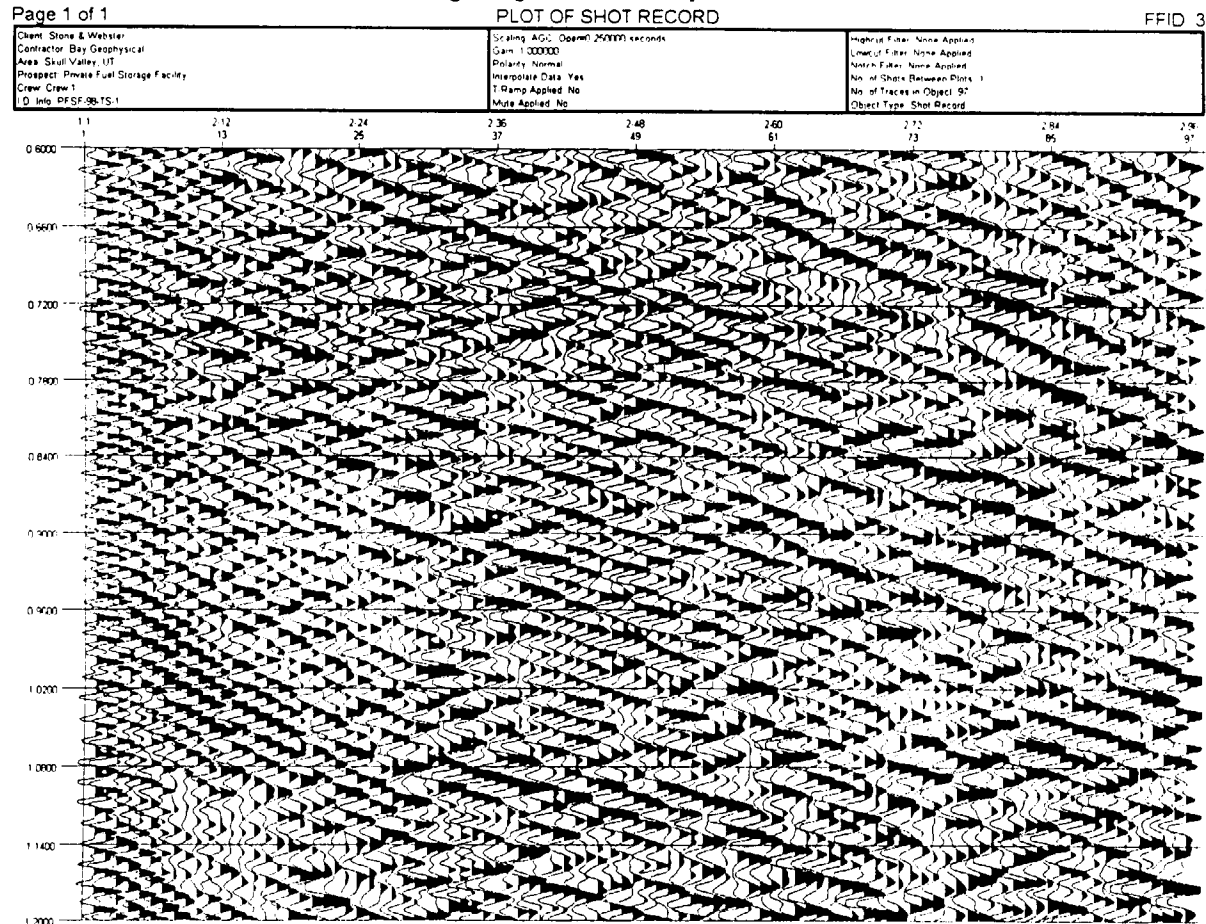 Page 1 of 1
PLOT OF SHOT RECORD
FFID 3
Client Stone & Webster
Contractor Bay Geophysical
Area Skull Valley, UT
Prospect Private Fuel Storage Facility
Crew Crew 1
I.D. Info PFSF-98-TS-1
Scaling AGC Oper=0.250000 seconds
Gain 1.000000
Polarity Normal
Interpolate Data Yes
T-Ramp Applied No
Mute Applied No
Highcut Filter None Applied
Lowcut Filter None Applied
Notch Filter None Applied
No. of Shots Between Plots 1
No. of Traces in Object 97
Object Type Shot Record
1:1 2:12 2:24 2:36 2:48 2:60 2:72 2:84 2:96
1 13 25 37 49 61 73 85 97
0.6000
0.6600
0.7200
0.7800
0.8400
0.9000
0.9600
1.0200
1.0800
1.1400
1.2000